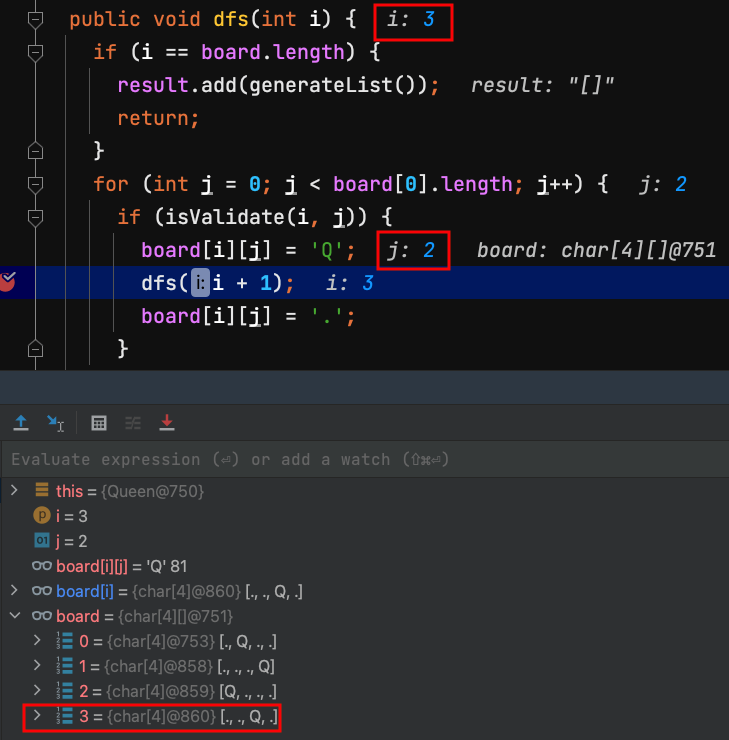 public void dfs(int i) { i: 3
if (i == board.length) {
result.add(generateList()); result: "[]"
return;
}
for (int j = 0; j < board[0].length; j++) { j: 2
if (isValidate(i, j)) {
board[i][j] = 'Q'; j: 2 board: char[4][]@751
dfs( i: i + 1); i: 3
board[i][j] = '.';
}
Evaluate expression (⏎) or add a watch (⇧⌘⏎)
this = {Queen@750}
p i = 3
01 j = 2
board[i][j] = 'Q' 81
board[i] = {char[4]@860} [., ., Q, .]
board = {char[4][]@751}
0 = {char[4]@753} [., Q, ., .]
1 = {char[4]@858} [., ., ., Q]
2 = {char[4]@859} [Q, ., ., .]
3 = {char[4]@860} [., ., Q, .]